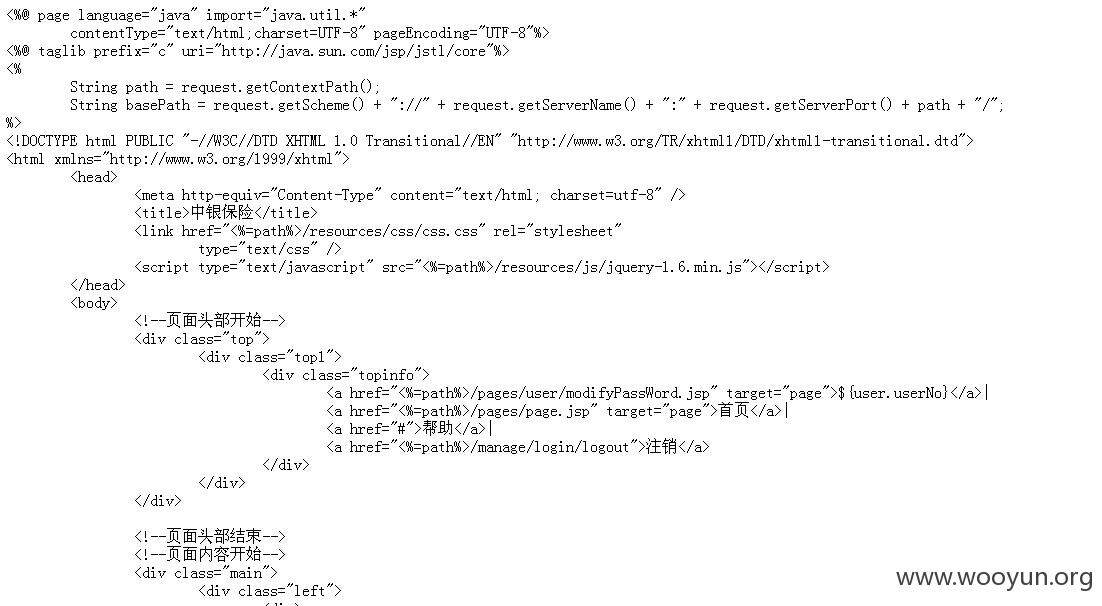 <%@ page language="java" import="java.util.*"
contentType="text/html;charset=UTF-8" pageEncoding="UTF-8"%>
<%@ taglib prefix="c" uri="http://java.sun.com/jsp/jstl/core"%>
<%
String path = request.getContextPath();
String basePath = request.getScheme() + "://" + request.getServerName() + ":" + request.getServerPort() + path + "/";
%>
<!DOCTYPE html PUBLIC "-//W3C//DTD XHTML 1.0 Transitional//EN" "http://www.w3.org/TR/xhtml1/DTD/xhtml1-transitional.dtd">
<html xmlns="http://www.w3.org/1999/xhtml">
<head>
<meta http-equiv="Content-Type" content="text/html; charset=utf-8" />
<title>中银保险</title>
<link href="<%=path%>/resources/css/css.css" rel="stylesheet"
type="text/css" />
<script type="text/javascript" src="<%=path%>/resources/js/jquery-1.6.min.js"></script>
</head>
<body>
<!--页面头部开始-->
<div class="top">
<div class="top1">
<div class="topinfo">
<a href="<%=path%>/pages/user/modifyPassWord.jsp" target="page">${user.userNo}</a>|
<a href="<%=path%>/pages/page.jsp" target="page">首页</a>|
<a href="#">帮助</a>|
<a href="<%=path%>/manage/login/logout">注销</a>
</div>
</div>
</div>
<!--页面头部结束-->
<!--页面内容开始-->
<div class="main">
<div class="left">
<div>
www.wooyun.org